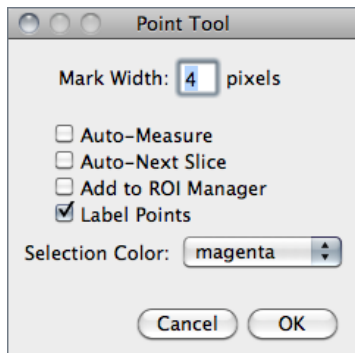 Point Tool
Mark Width: 4 pixels
Auto-Measure
Auto-Next Slice
Add to ROI Manager
Label Points
Selection Color: magenta
Cancel OK